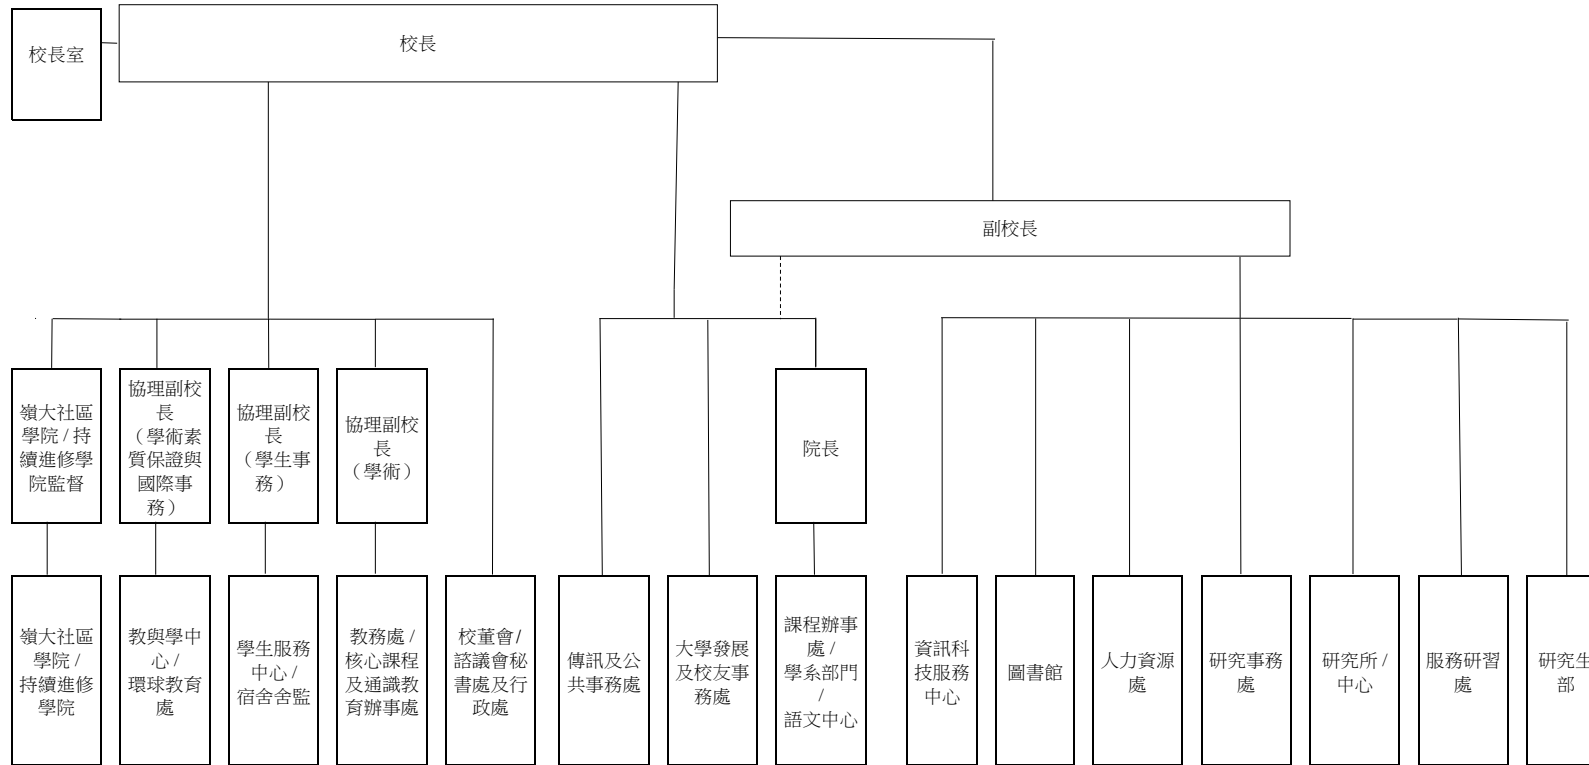 校長室
校長
副校長
嶺大社區
學院 / 持
續進修學
院監督
協理副校
長
（學術素
質保證與
國際事
務）
協理副校
長
（學生事
務）
協理副校
長
（學術）
院長
嶺大社區
學院 /
持續進修
學院
教與學中
心 /
環球教育
處
學生服務
中心 /
宿舍舍監
教務處 /
核心課程
及通識教
育辦事處
校董會/
諮議會秘
書處及行
政處
傳訊及公
共事務處
大學發展
及校友事
務處
課程辦事
處 /
學系部門
/
語文中心
資訊科
技服務
中心
圖書館
人力資源
處
研究事務
處
研究所 /
中心
服務研習
處
研究生
部